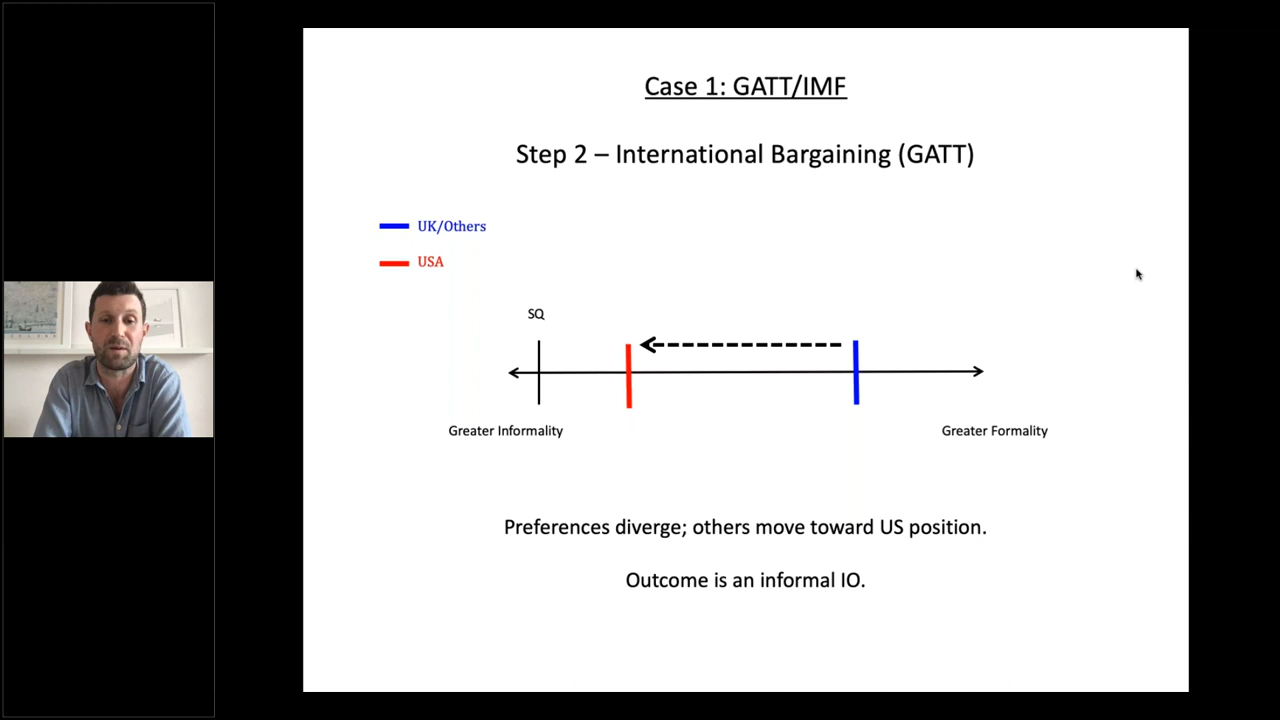 Case 1: GATT/IMF
Step 2 – International Bargaining (GATT)
UK/Others
USA
SQ
Greater Informality
Greater Formality
Preferences diverge; others move toward US position.
Outcome is an informal IO.